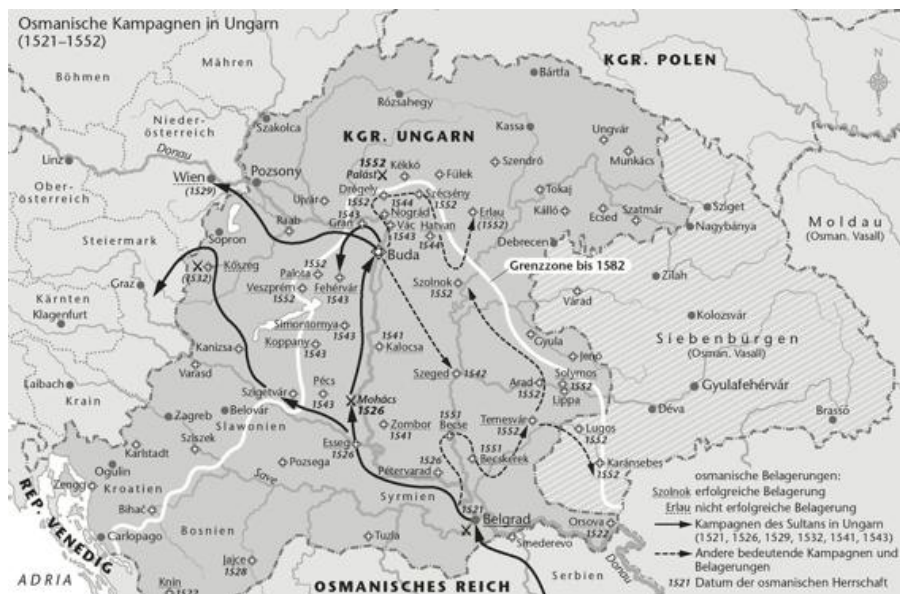 Osmanische Kampagnen in Ungarn
(1521–1552)
Böhmen
Mähren
KGR. POLEN
N
S
Bártfa
Rózsahegy
Nieder-
österreich
Szakolca
KGR. UNGARN
Kassa
Ungvár
Linz
Donau
Munkács
Wien
(1529)
Pozsony
1552
Palást
Kékkő
Fülek
Szendrő
Ober-
österreich
Drégely
1552
1544
Szécsény
1552
Tokaj
Újvár
Nográd
Erlau
(1552)
Kálló
Ecsed
Szatmár
Sziget
Nagybánya
Moldau
(Osman. Vasall)
1543
Gran
Vác
1543
Hatvan
1544
Raab
Steiermark
Sopron
Debrecen
Buda
Grenzzone bis 1582
Kőszeg
(1532)
1552
Palota
Veszprém
1552
Fehérvár
1543
Szolnok
1552
Várad
Zilah
Graz
Kolozsvár
Kärnten
Klagenfurt
Simontornya
1543
Koppany
1543
1541
Kalocsa
Gyula
Jenő
Siebenbürgen
(Osman. Vasall)
Kanizsa
Varasd
Solymos
1552
Lippa
Gyulafehérvár
Laibach
Krain
Szigetvár
Pécs
1543
Szeged
1542
Arad
1552
Déva
Brassó
Mohács
1526
Zagreb
Belovár
Slawonien
Zombor
1541
1551
Becse
Temesvár
1552
Lugos
1552
Sziszek
Karlstadt
Esseg
1526
1551
Becskerek
Karánsebes
1552
Ogulin
Pozsega
1526
Pétervarad
Zengg
Kroatien
Save
Syrmien
REP. VENEDIG
Bihać
1521
Belgrad
Orsova
1522
Carlopago
Bosnien
Tuzla
Smederevo
Donau
Jajce
1528
ADRIA
Knin
1522
OSMANISCHES REICH
Serbien
osmanische Belagerungen:
Szolnok erfolgreiche Belagerung
Erlau nicht erfolgreiche Belagerung
Kampagnen des Sultans in Ungarn
(1521, 1526, 1529, 1532, 1541, 1543)
Andere bedeutende Kampagnen und
Belagerungen
1521 Datum der osmanischen Herrschaft